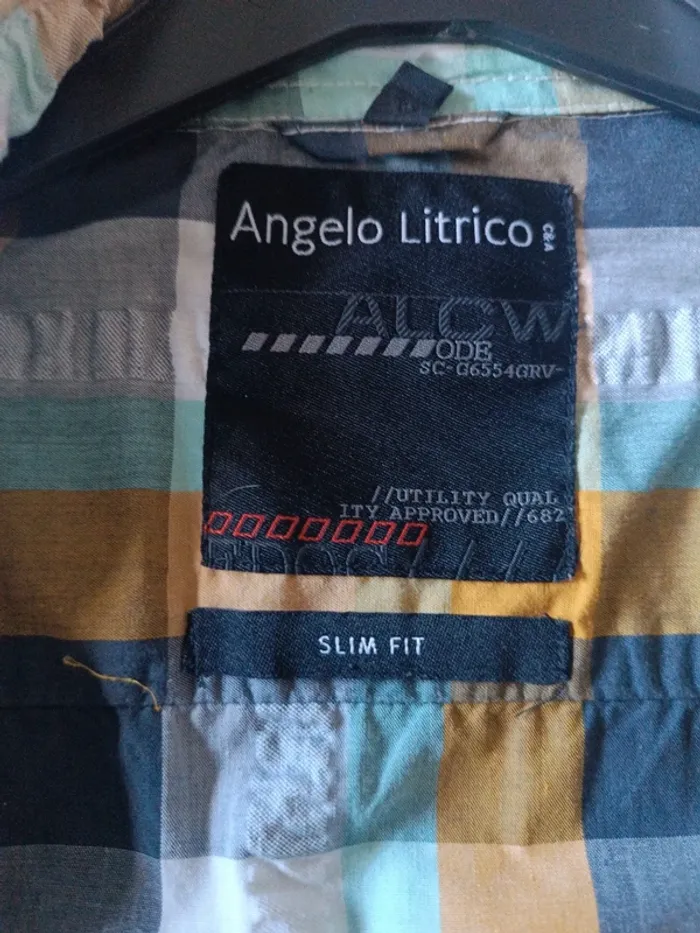 Angelo Litrico C&A
ALCW
ODE
SC-G6554GRV-
//UTILITY QUAL
ITY APPROVED//682
SLIM FIT